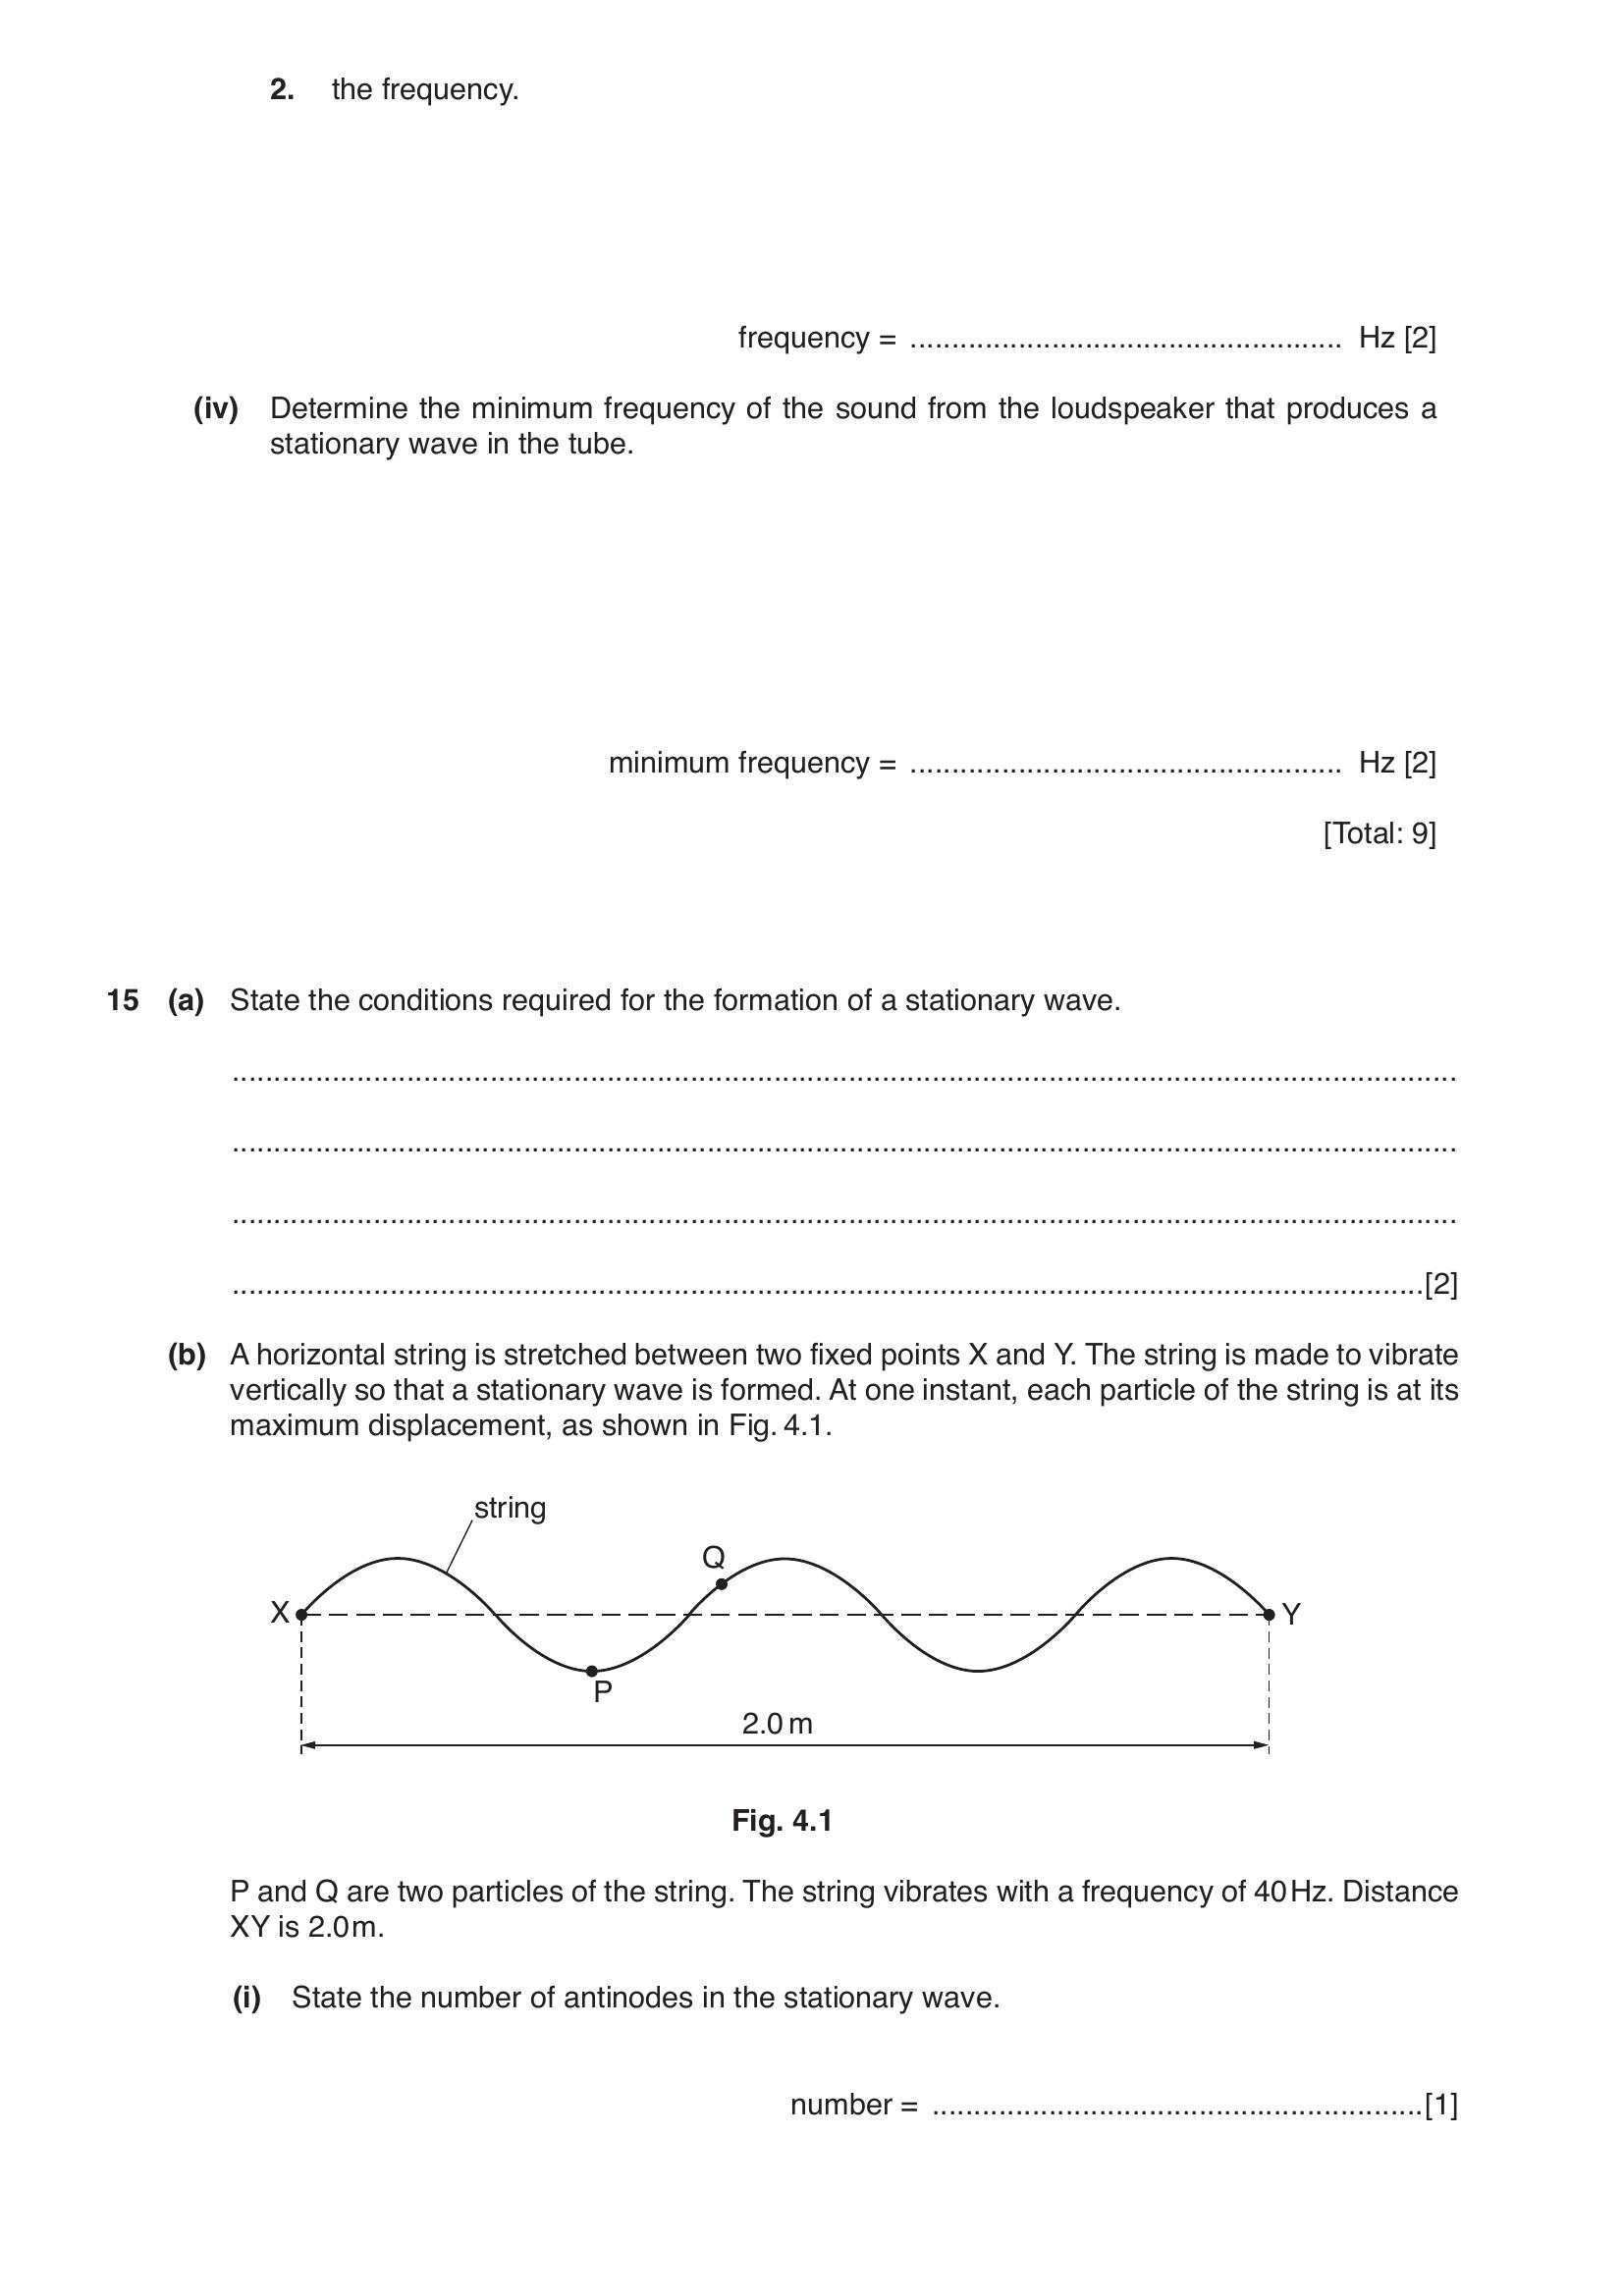 2. the frequency.
frequency = .................................................... Hz [2]
(iv) Determine the minimum frequency of the sound from the loudspeaker that produces a
stationary wave in the tube.
minimum frequency = .................................................... Hz [2]
[Total: 9]
15 (a) State the conditions required for the formation of a stationary wave.
....................................................................................................................................................
....................................................................................................................................................
....................................................................................................................................................
................................................................................................................................................[2]
(b) A horizontal string is stretched between two fixed points X and Y. The string is made to vibrate
vertically so that a stationary wave is formed. At one instant, each particle of the string is at its
maximum displacement, as shown in Fig. 4.1.
string
Q
X
Y
P
2.0 m
Fig. 4.1
P and Q are two particles of the string. The string vibrates with a frequency of 40 Hz. Distance
XY is 2.0 m.
(i) State the number of antinodes in the stationary wave.
number = ...........................................................[1]